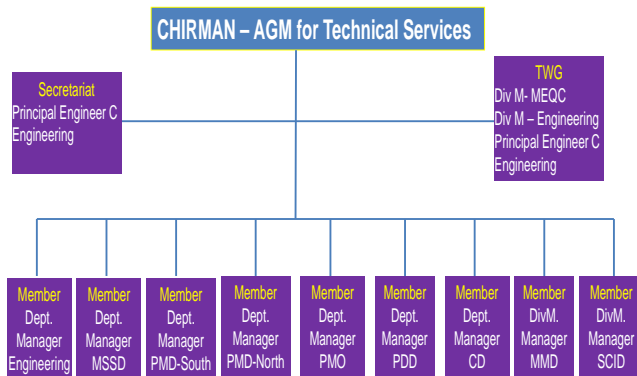 CHIRMAN – AGM for Technical Services
Secretariat
Principal Engineer C
Engineering
TWG
Div M- MEQC
Div M – Engineering
Principal Engineer C
Engineering
Member
Dept.
Manager
Engineering
Member
Dept.
Manager
MSSD
Member
Dept.
Manager
PMD-South
Member
Dept.
Manager
PMD-North
Member
Dept.
Manager
PMO
Member
Dept.
Manager
PDD
Member
Dept.
Manager
CD
Member
DivM.
Manager
MMD
Member
DivM.
Manager
SCID